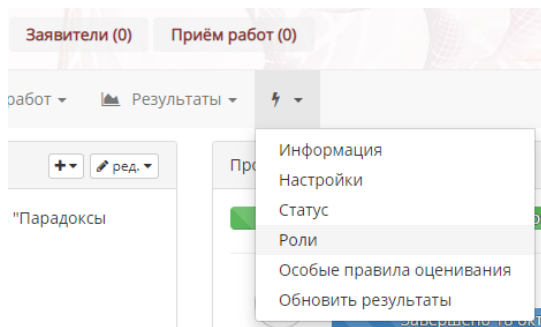 Заявители (0) Приём работ (0)
работ Результаты
ред.
"Парадоксы
Информация
Настройки
Статус
Роли
Особые правила оценивания
Обновить результаты